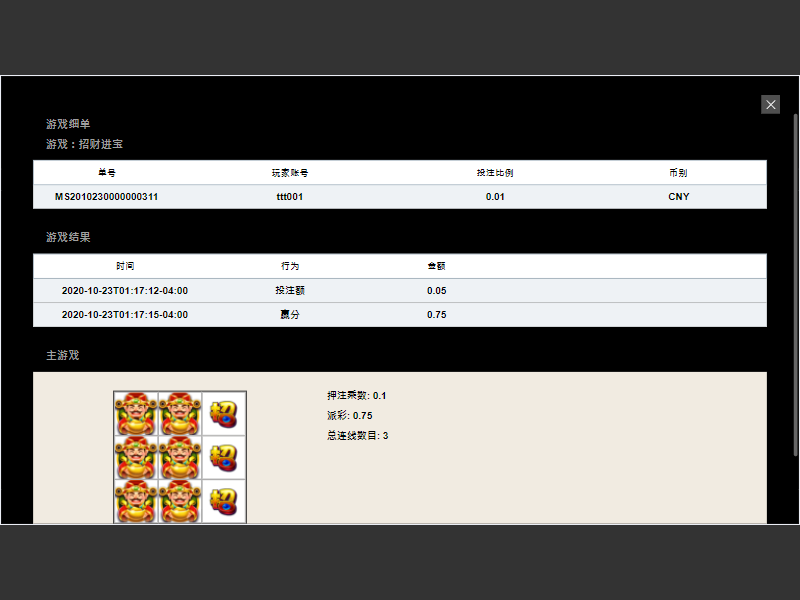 游戏细单
游戏：招财进宝
单号 玩家账号 投注比例 币别
MS2010230000000311 ttt001 0.01 CNY
游戏结果
时间 行为 金额
2020-10-23T01:17:12-04:00 投注额 0.05
2020-10-23T01:17:15-04:00 赢分 0.75
主游戏
押注乘数: 0.1
派彩: 0.75
总连线数目: 3
招
招
招